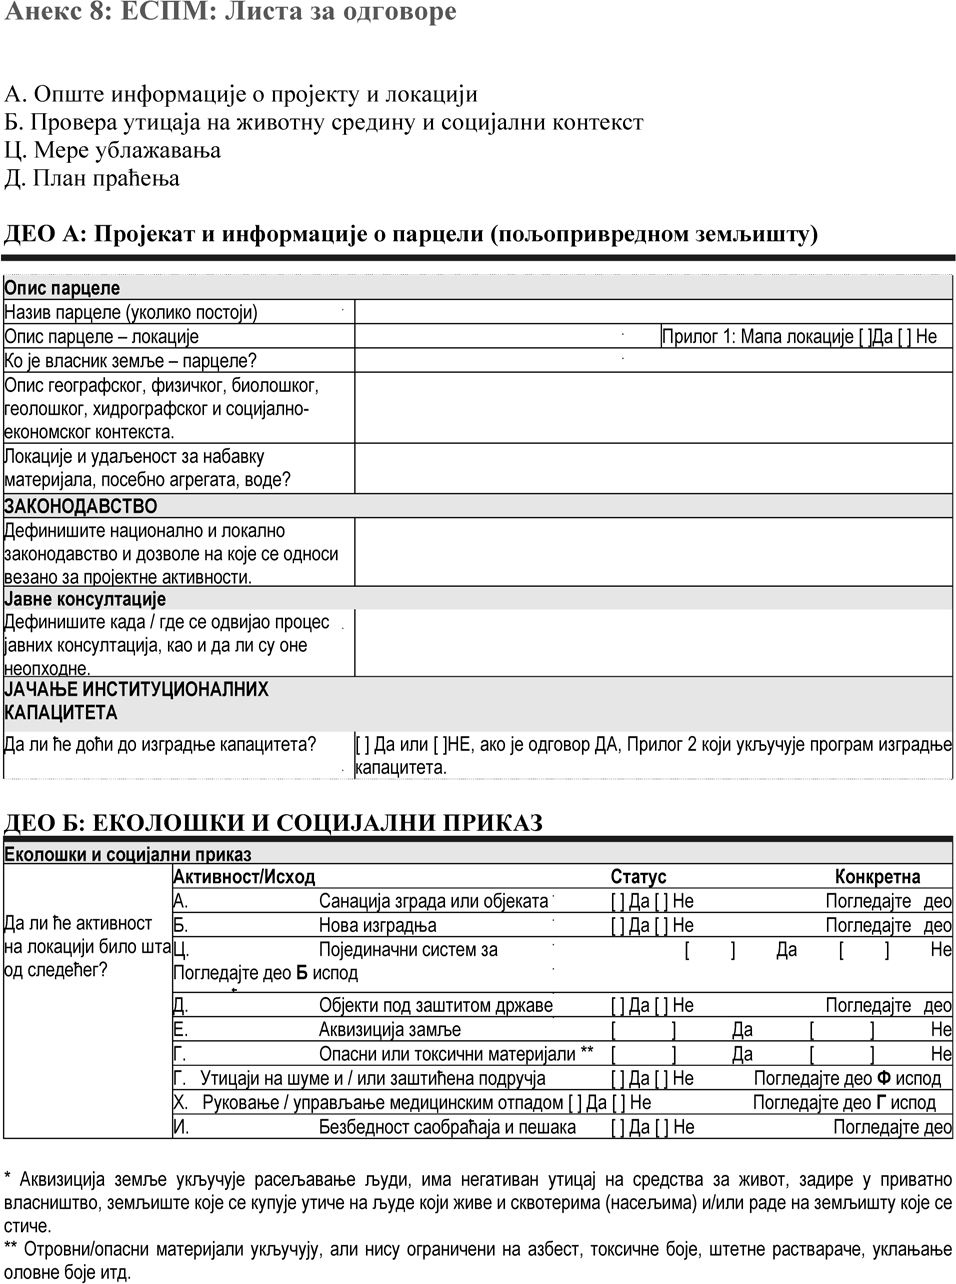 Анекс 8: ЕСПМ: Листа за одговоре
А. Опште информације о пројекту и локацији
Б. Провера утицаја на животну средину и социјални контекст
Ц. Мере ублажавања
Д. План праћења
ДЕО А: Пројекат и информације о парцели (пољопривредном земљишту)
Опис парцеле
Назив парцеле (уколико постоји)
Опис парцеле – локације Прилог 1: Мапа локације [ ]Да [ ] Не
Ко је власник земље – парцеле?
Опис географског, физичког, биолошког,
геолошког, хидрографског и социјално-
економског контекста.
Локације и удаљеност за набавку
материјала, посебно агрегата, воде?
ЗАКОНОДАВСТВО
Дефинишите национално и локално
законодавство и дозволе на које се односи
везано за пројектне активности.
Јавне консултације
Дефинишите када / где се одвијао процес
јавних консултација, као и да ли су оне
неопходне.
ЈАЧАЊЕ ИНСТИТУЦИОНАЛНИХ
КАПАЦИТЕТА
Да ли ће доћи до изградње капацитета? [ ] Да или [ ]НЕ, ако је одговор ДА, Прилог 2 који укључује програм изградње
капацитета.
ДЕО Б: ЕКОЛОШКИ И СОЦИЈАЛНИ ПРИКАЗ
Еколошки и социјални приказ
Да ли ће активност
на локацији било шта
од следећег?
Активност/Исход Статус Конкретна
А. Санација зграда или објеката [ ] Да [ ] Не Погледајте део
Б. Нова изградња [ ] Да [ ] Не Погледајте део
Ц. Појединачни систем за [ ] Да [ ] Не
Погледајте део Б испод
Д. Објекти под заштитом државе [ ] Да [ ] Не Погледајте део
Е. Аквизиција замље [ ] Да [ ] Не
Г. Опасни или токсични материјали ** [ ] Да [ ] Не
Г. Утицаји на шуме и / или заштићена подручја [ ] Да [ ] Не Погледајте део Ф испод
Х. Руковање / управљање медицинским отпадом [ ] Да [ ] Не Погледајте део Г испод
И. Безбедност саобраћаја и пешака [ ] Да [ ] Не Погледајте део
* Аквизиција земље укључује расељавање људи, има негативан утицај на средства за живот, задире у приватно
власништво, земљиште које се купује утиче на људе који живе и сквотерима (насељима) и/или раде на земљишту које се
стиче.
** Отровни/опасни материјали укључују, али нису ограничени на азбест, токсичне боје, штетне раствараче, уклањање
оловне боје итд.